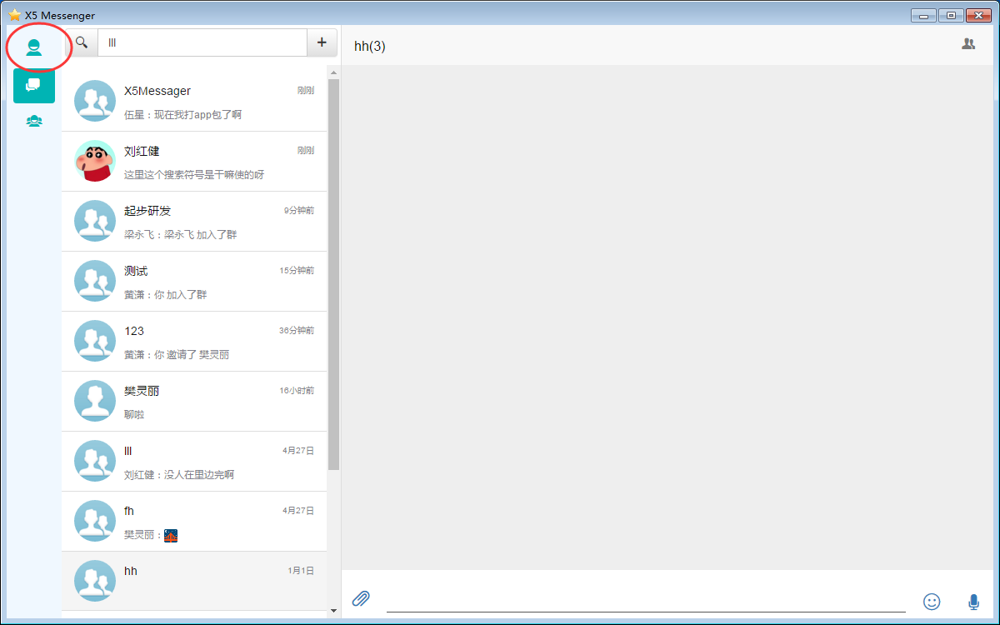 X5 Messenger
lll
+
hh(3)
X5Messager
刚刚
伍星：现在我打app包了啊
刘红健
刚刚
这里这个搜索符号是干嘛使的呀
起步研发
9分钟前
梁永飞：梁永飞 加入了群
测试
15分钟前
黄潇：你 加入了群
123
36分钟前
黄潇：你 邀请了 樊灵丽
樊灵丽
16小时前
聊啦
lll
4月27日
刘红健：没人在里边完啊
fh
4月27日
樊灵丽：
hh
1月1日